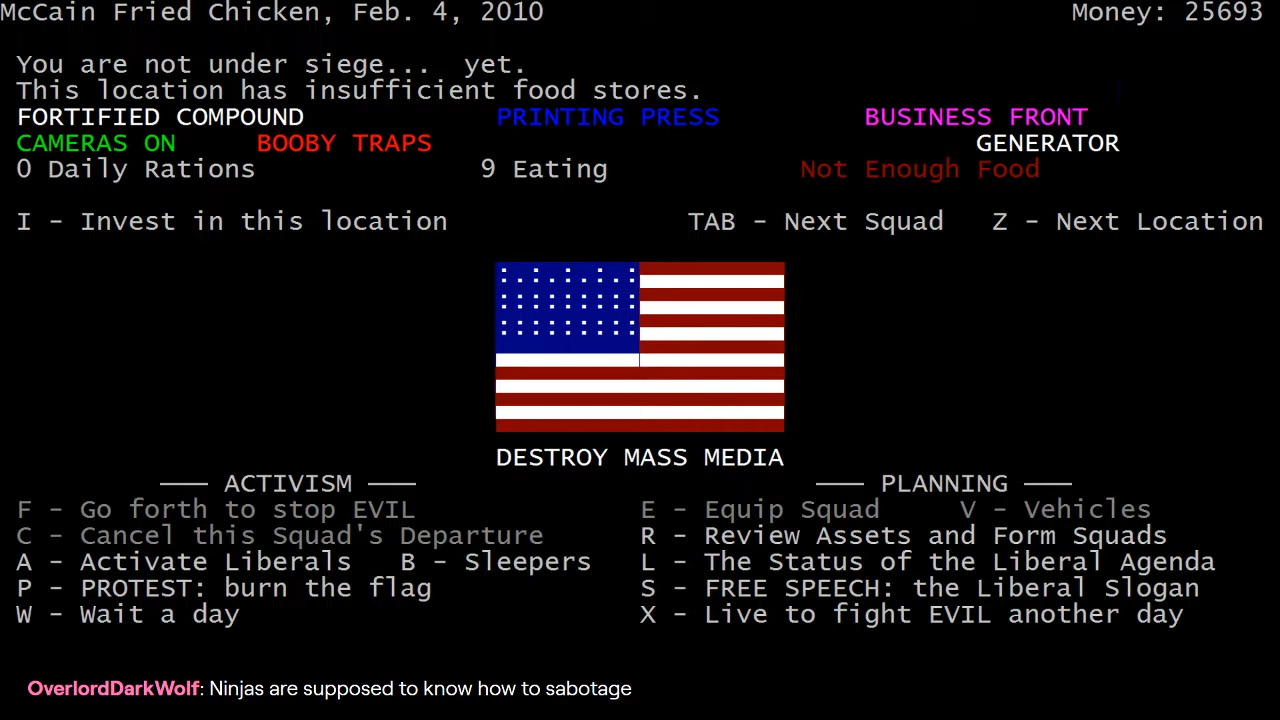 McCain Fried Chicken, Feb. 4, 2010 Money: 25693
You are not under siege... yet.
This location has insufficient food stores.
FORTIFIED COMPOUND PRINTING PRESS BUSINESS FRONT
CAMERAS ON BOOBY TRAPS GENERATOR
0 Daily Rations 9 Eating Not Enough Food
I - Invest in this location TAB - Next Squad Z - Next Location
DESTROY MASS MEDIA
─── ACTIVISM ─── ─── PLANNING ───
F - Go forth to stop EVIL E - Equip Squad V - Vehicles
C - Cancel this Squad's Departure R - Review Assets and Form Squads
A - Activate Liberals B - Sleepers L - The Status of the Liberal Agenda
P - PROTEST: burn the flag S - FREE SPEECH: the Liberal Slogan
W - Wait a day X - Live to fight EVIL another day
OverlordDarkWolf: Ninjas are supposed to know how to sabotage